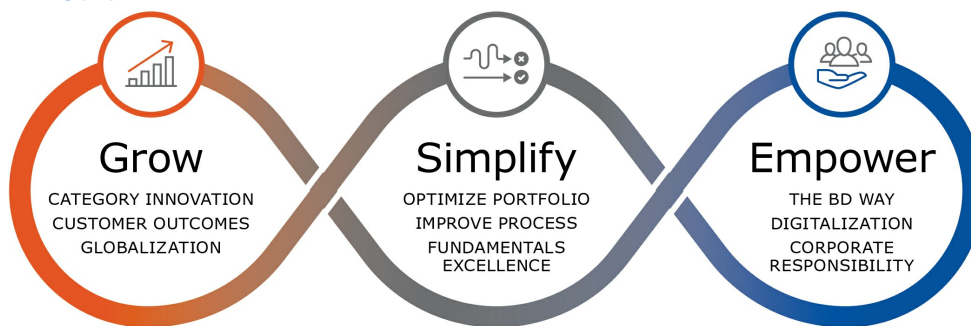 Grow
CATEGORY INNOVATION
CUSTOMER OUTCOMES
GLOBALIZATION
Simplify
OPTIMIZE PORTFOLIO
IMPROVE PROCESS
FUNDAMENTALS
EXCELLENCE
Empower
THE BD WAY
DIGITALIZATION
CORPORATE
RESPONSIBILITY